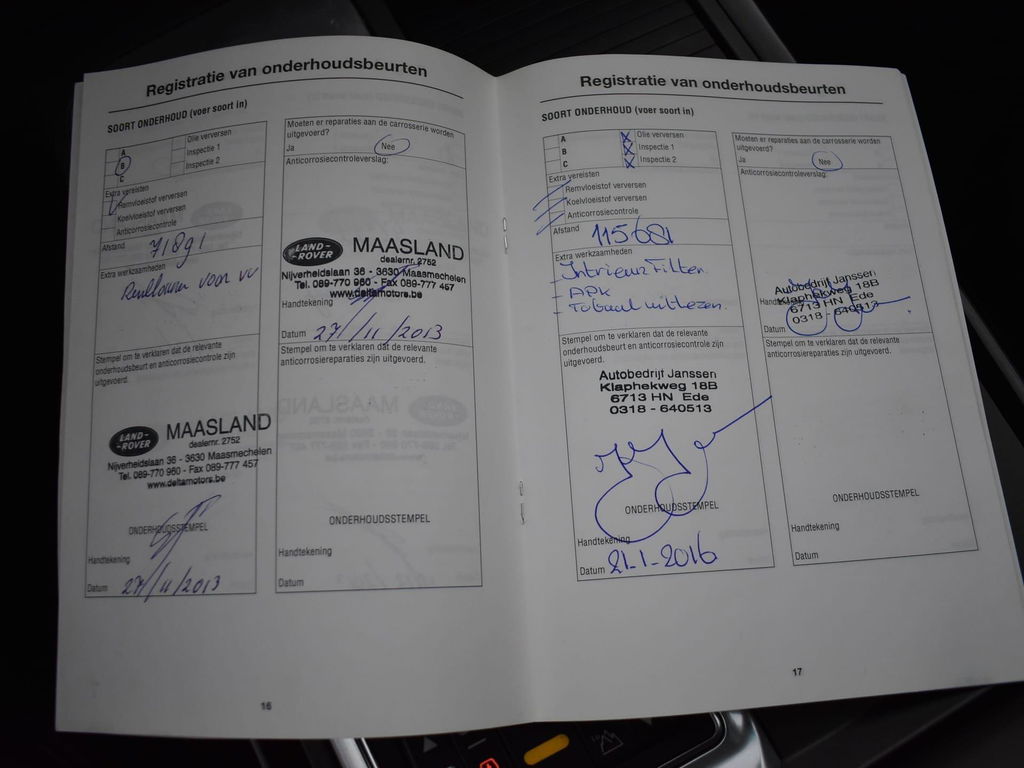 Registratie van onderhoudsbeurten
SOORT ONDERHOUD (voer soort in)
A
B
C
Olie verversen
Inspectie 1
Inspectie 2
Extra vereisten
Remvloeistof verversen
Koelvloeistof verversen
Anticorrosiecontrole
Afstand 71891
Extra werkzaamheden
voor
Stempel om te verklaren dat de relevante
onderhoudsbeurt en anticorrosiecontrole zijn
uitgevoerd.
LAND-ROVER MAASLAND
dealernr. 2752
Nijverheidslaan 36 - 3630 Maasmechelen
Tel. 089-770 960 - Fax 089-777 457
www.deltamotors.be
ONDERHOUDSSTEMPEL
Handtekening
Datum 27/11/2013
Moeten er reparaties aan de carrosserie worden
uitgevoerd?
Ja Nee
Anticorrosiecontroleverslag:
LAND-ROVER MAASLAND
dealernr. 2752
Nijverheidslaan 36 - 3630 Maasmechelen
Tel. 089-770 960 - Fax 089-777 457
www.deltamotors.be
Handtekening
Datum 27/11/2013
Stempel om te verklaren dat de relevante
anticorrosiereparaties zijn uitgevoerd.
ONDERHOUDSSTEMPEL
Handtekening
Datum
16
Registratie van onderhoudsbeurten
SOORT ONDERHOUD (voer soort in)
A
B
C
Olie verversen
Inspectie 1
Inspectie 2
Extra vereisten
Remvloeistof verversen
Koelvloeistof verversen
Anticorrosiecontrole
Afstand 115681
Extra werkzaamheden
- Intrieur Filter.
- APK
- Totaal uitlezen.
Stempel om te verklaren dat de relevante
onderhoudsbeurt en anticorrosiecontrole zijn
uitgevoerd.
Autobedrijf Janssen
Klaphekweg 18B
6713 HN Ede
0318 - 640513
ONDERHOUDSSTEMPEL
Handtekening
Datum 21-1-2016
Moeten er reparaties aan de carrosserie worden
uitgevoerd?
Ja Nee
Anticorrosiecontroleverslag:
Autobedrijf Janssen
Klaphekweg 18B
6713 HN Ede
0318 - 640513
Datum
Stempel om te verklaren dat de relevante
anticorrosiereparaties zijn uitgevoerd.
ONDERHOUDSSTEMPEL
Handtekening
Datum
17